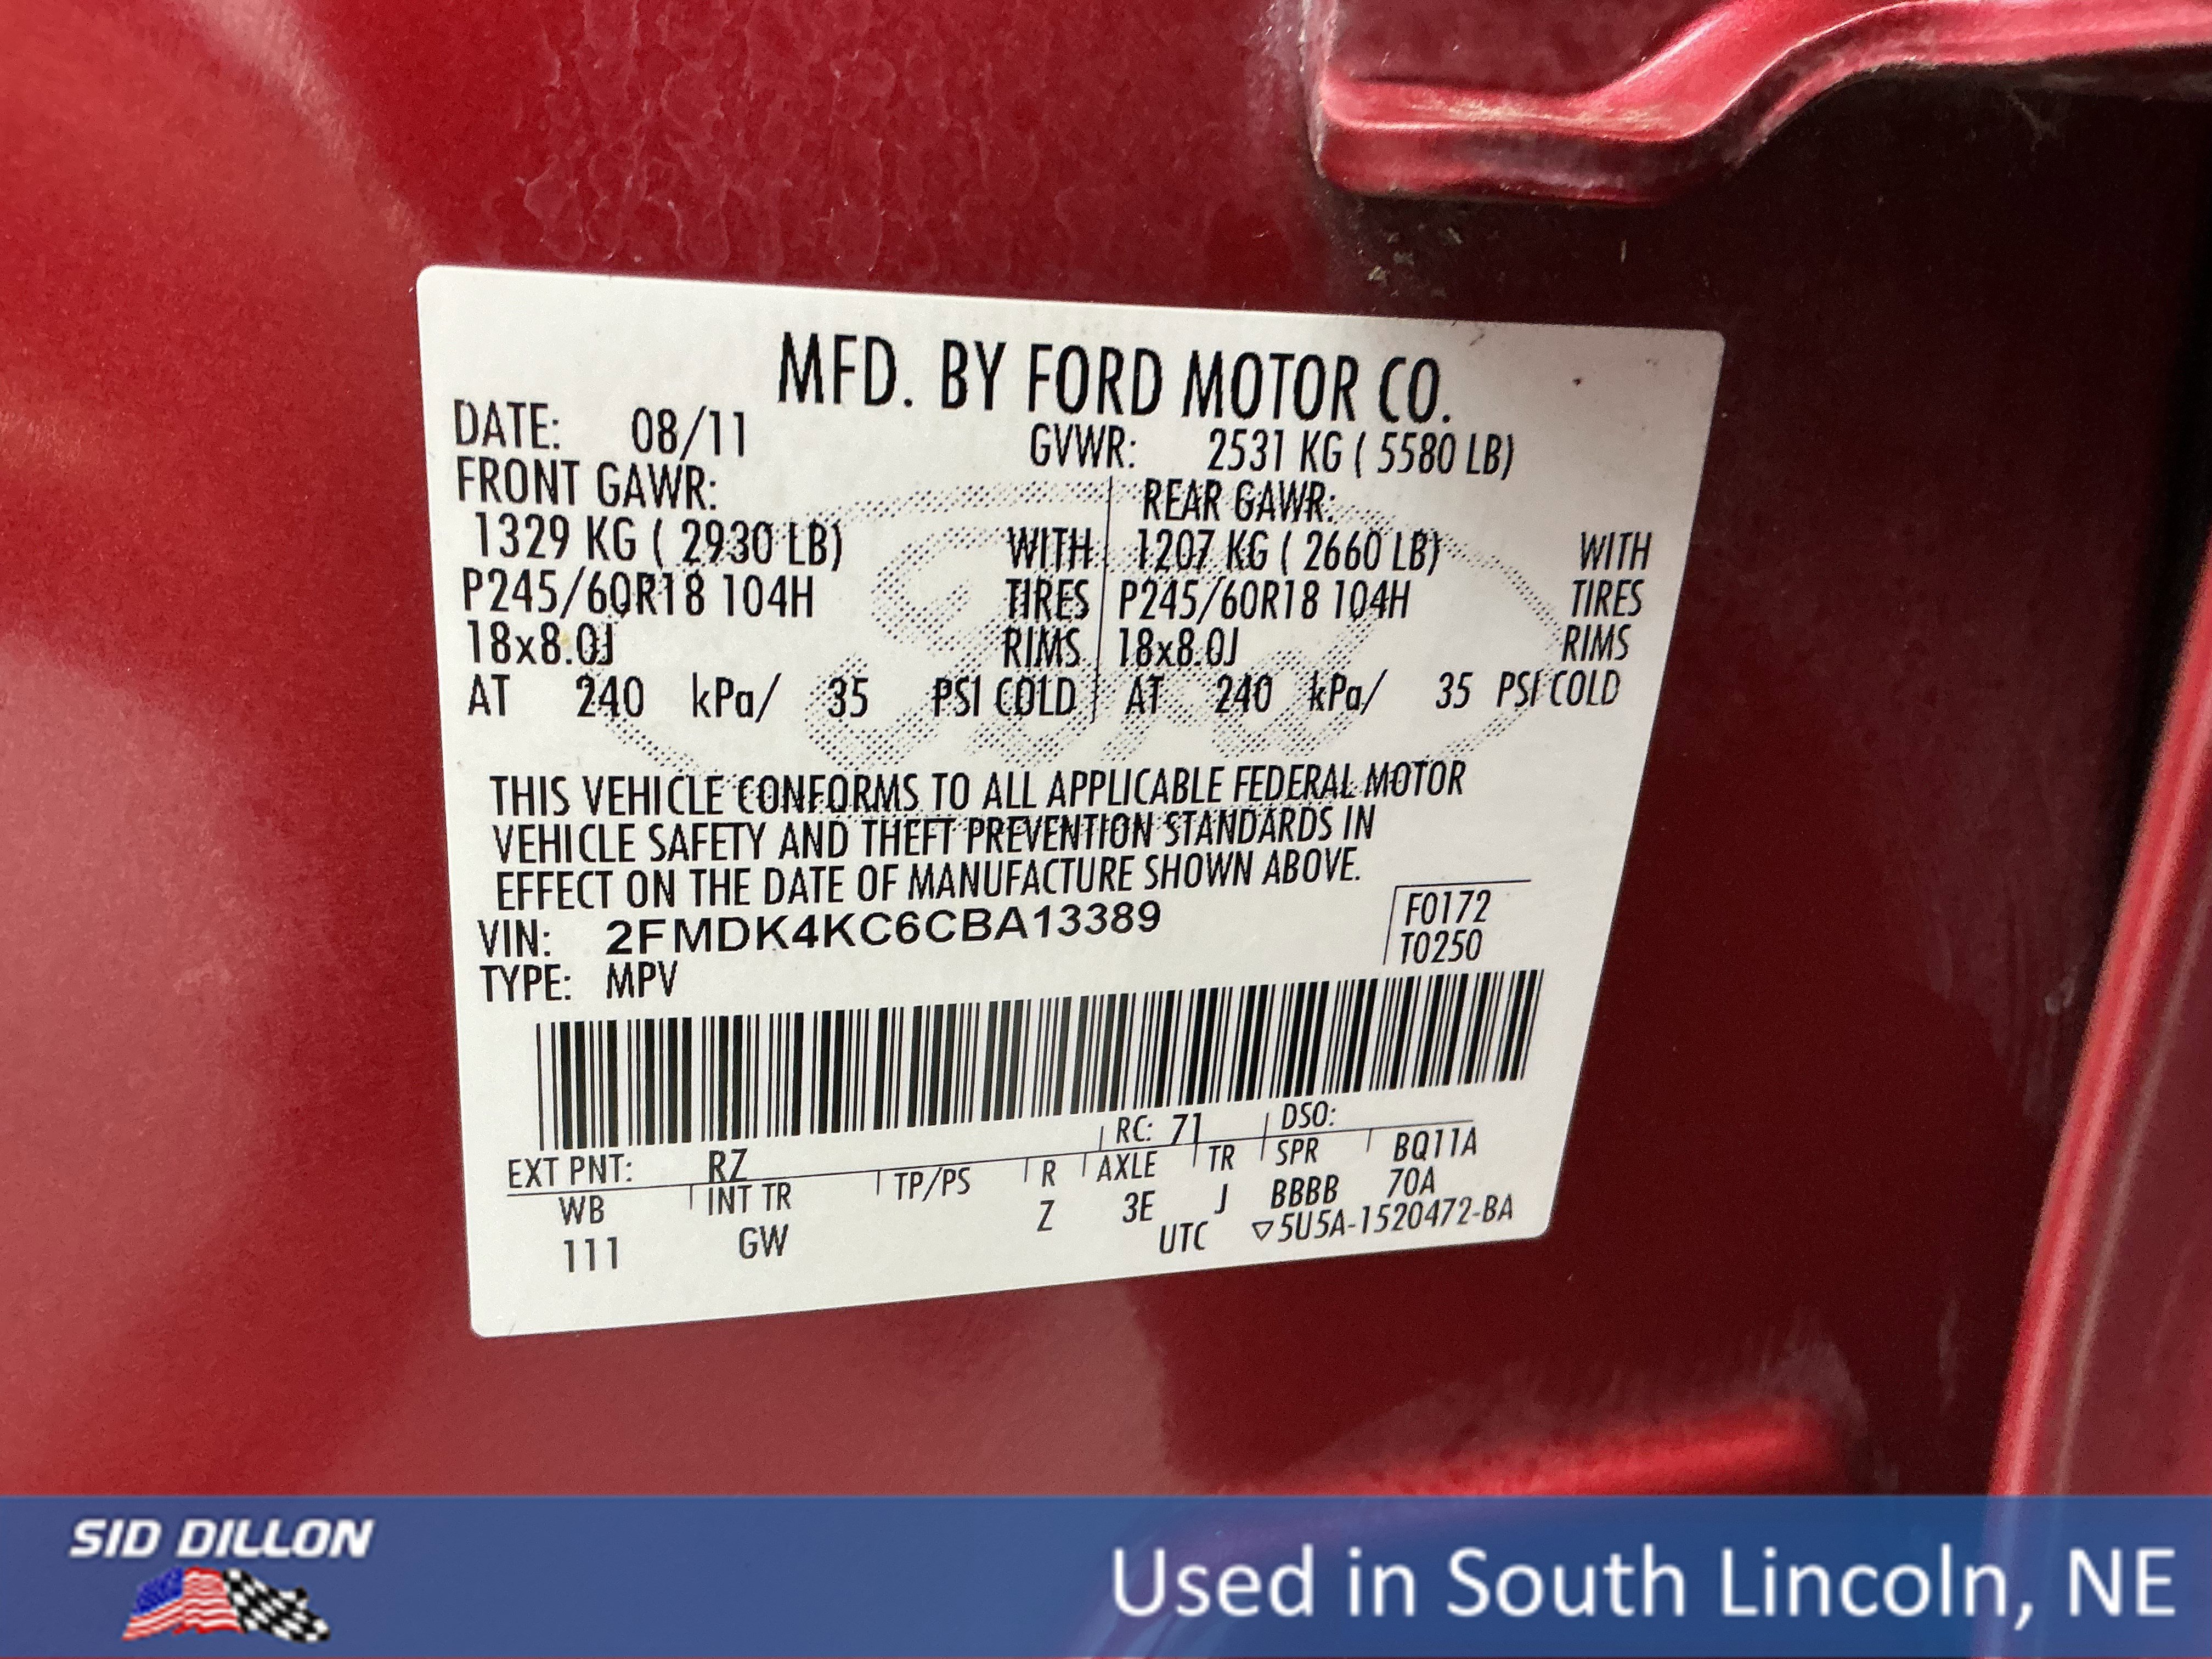 MFD. BY FORD MOTOR CO.
DATE: 08/11 GVWR: 2531 KG ( 5580 LB)
FRONT GAWR: REAR GAWR:
1329 KG ( 2930 LB) WITH 1207 KG ( 2660 LB) WITH
P245/60R18 104H TIRES P245/60R18 104H TIRES
18x8.0J RIMS 18x8.0J RIMS
AT 240 kPa/ 35 PSI COLD AT 240 kPa/ 35 PSI COLD
THIS VEHICLE CONFORMS TO ALL APPLICABLE FEDERAL MOTOR
VEHICLE SAFETY AND THEFT PREVENTION STANDARDS IN
EFFECT ON THE DATE OF MANUFACTURE SHOWN ABOVE.
VIN: 2FMDK4KC6CBA13389 F0172
TYPE: MPV T0250
EXT PNT: RZ RC: 71 DSO:
WB INT TR TP/PS R AXLE TR SPR BQ11A
111 GW Z 3E J BBBB 70A
UTC ▽5U5A-1520472-BA
SID DILLON
Used in South Lincoln, NE